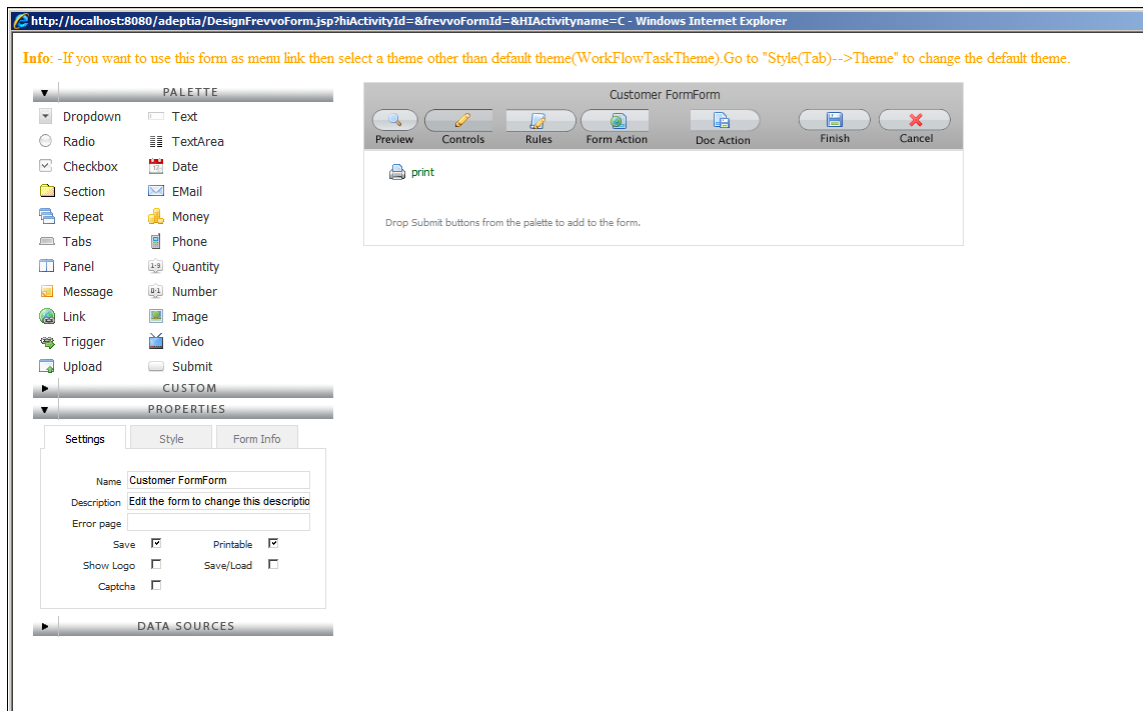 http://localhost:8080/adeptia/DesignFrevvoForm.jsp?hiActivityId=&frevvoFormId=&HIActivityname=C - Windows Internet Explorer
Info: -If you want to use this form as menu link then select a theme other than default theme(WorkFlowTaskTheme).Go to "Style(Tab)-->Theme" to change the default theme.
PALETTE
Dropdown Text
Radio TextArea
Checkbox Date
Section EMail
Repeat Money
Tabs Phone
Panel Quantity
Message Number
Link Image
Trigger Video
Upload Submit
CUSTOM
PROPERTIES
Settings Style Form Info
Name Customer FormForm
Description Edit the form to change this descriptio
Error page
Save Printable
Show Logo Save/Load
Captcha
DATA SOURCES
Customer FormForm
Preview Controls Rules Form Action Doc Action Finish Cancel
print
Drop Submit buttons from the palette to add to the form.